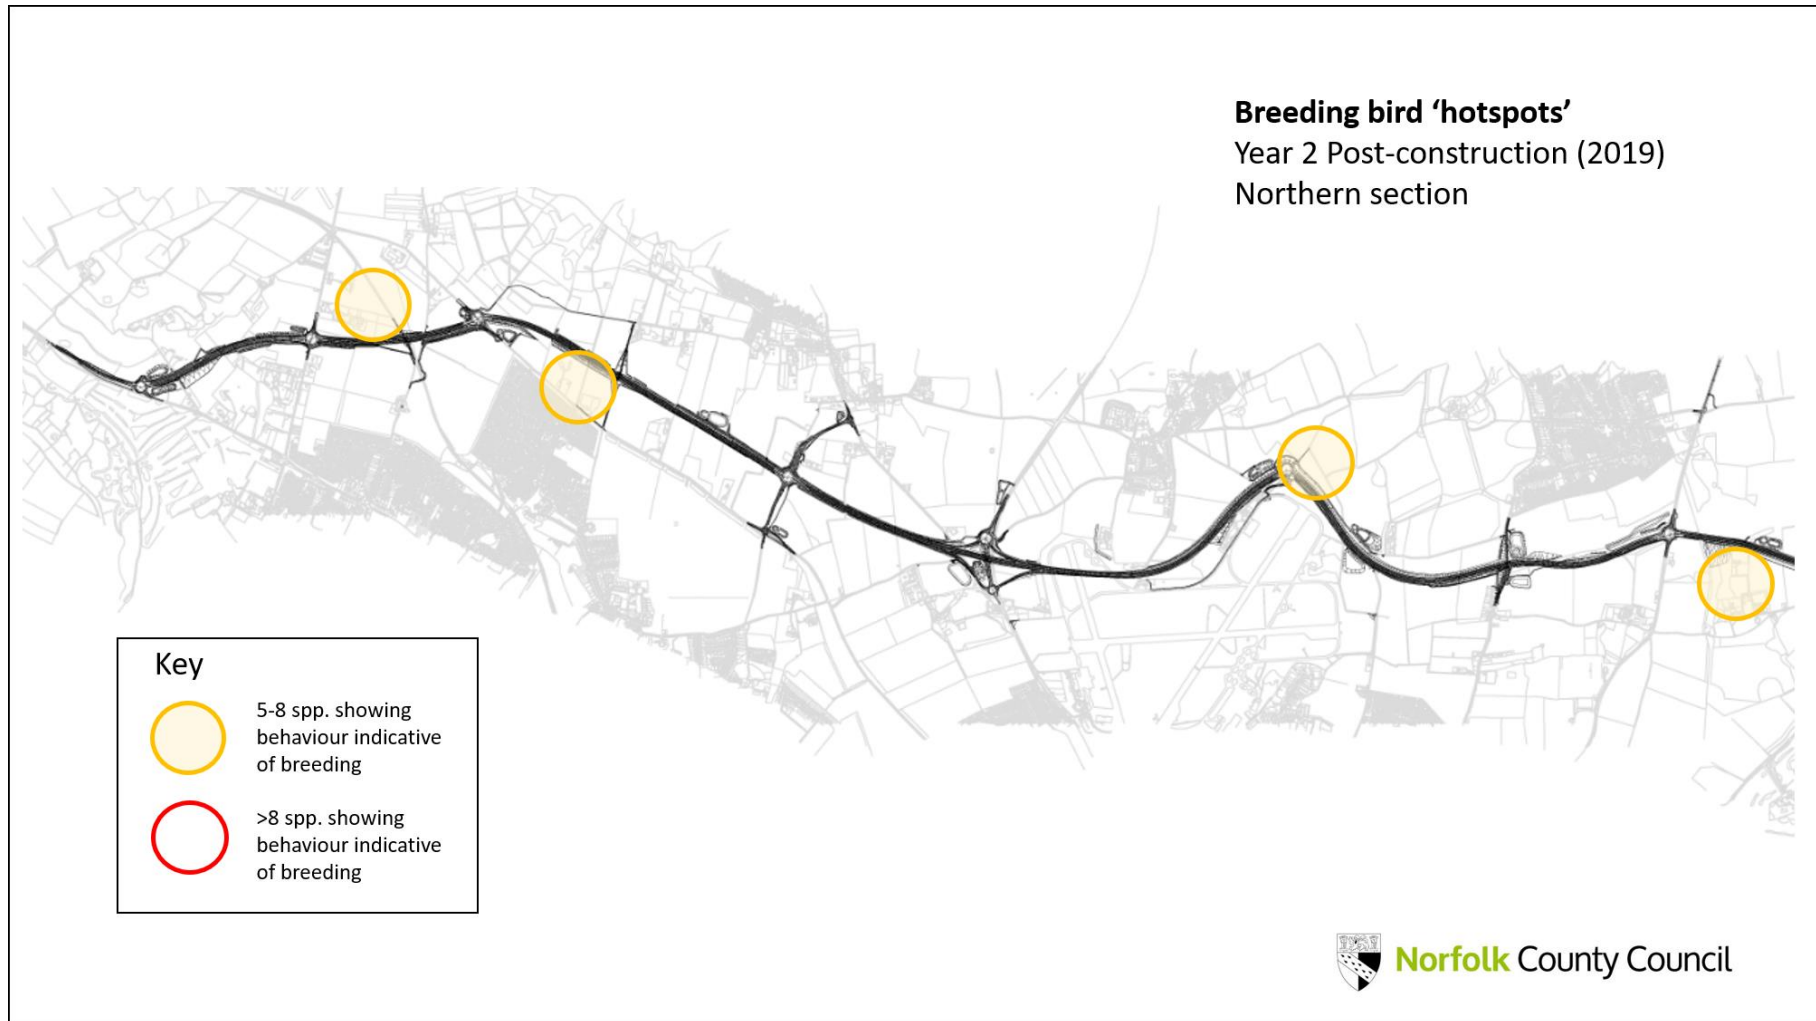 Breeding bird ‘hotspots’
Year 2 Post-construction (2019)
Northern section
Key
5-8 spp. showing
behaviour indicative
of breeding
>8 spp. showing
behaviour indicative
of breeding
Norfolk County Council